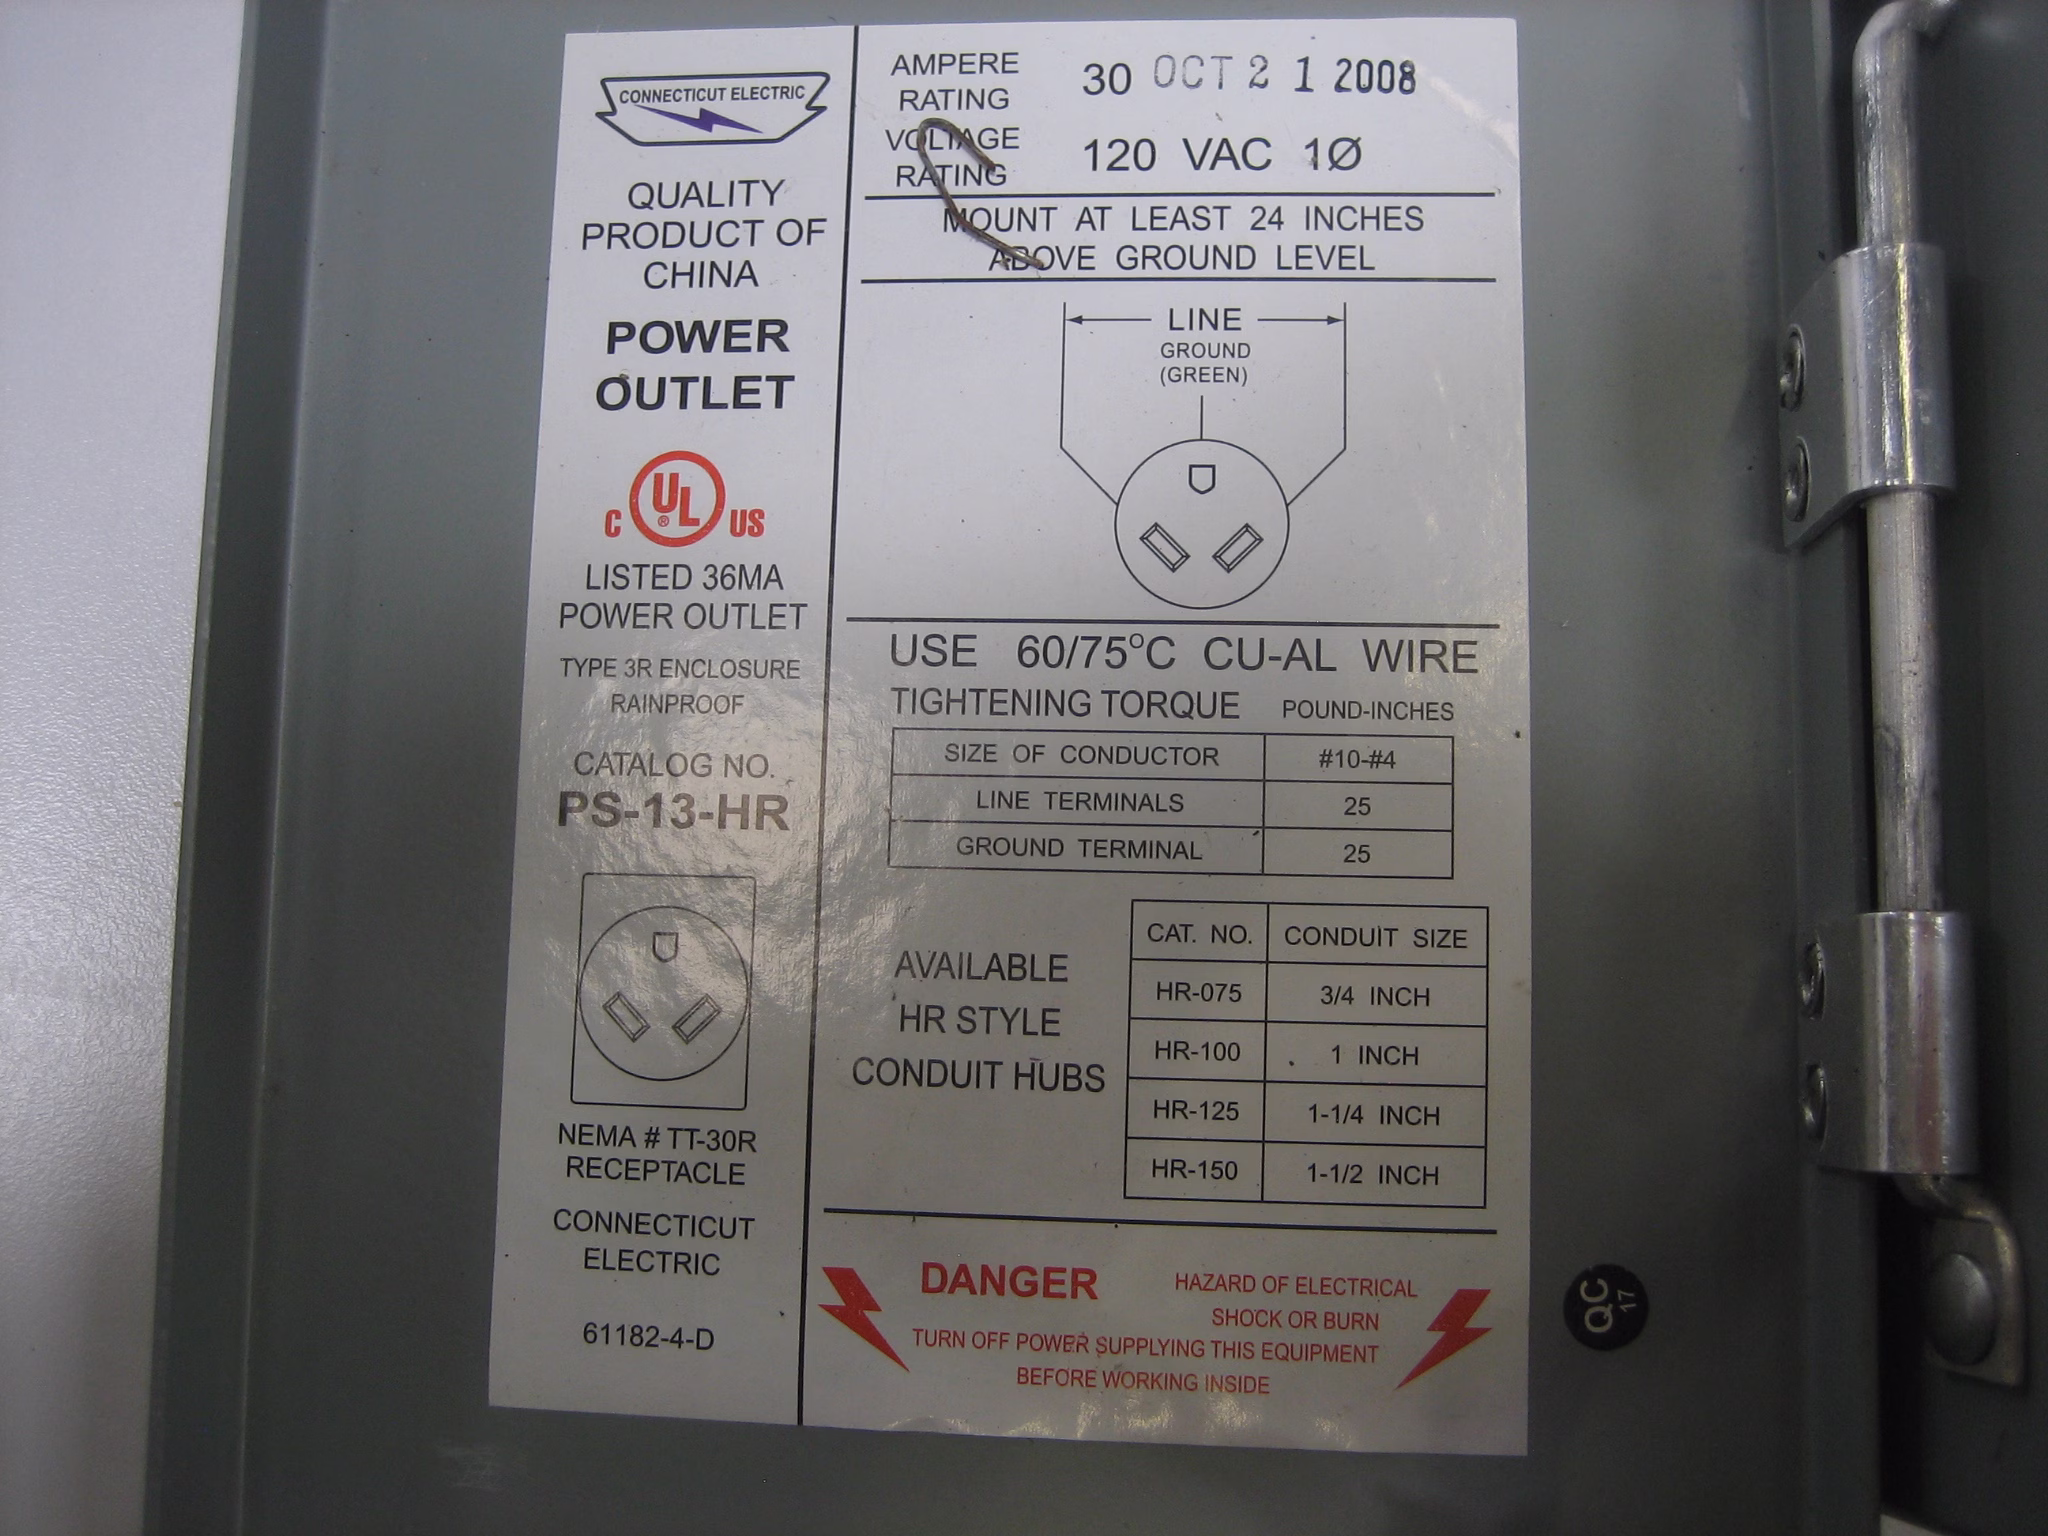 CONNECTICUT ELECTRIC
QUALITY
PRODUCT OF
CHINA
POWER
OUTLET
C UL ® US
LISTED 36MA
POWER OUTLET
TYPE 3R ENCLOSURE
RAINPROOF
CATALOG NO.
PS-13-HR
NEMA # TT-30R
RECEPTACLE
CONNECTICUT
ELECTRIC
61182-4-D
AMPERE
RATING
30 OCT 21 2008
VOLTAGE
RATING
120 VAC 1Ø
MOUNT AT LEAST 24 INCHES
ABOVE GROUND LEVEL
LINE
GROUND
(GREEN)
USE 60/75°C CU-AL WIRE
TIGHTENING TORQUE POUND-INCHES
SIZE OF CONDUCTOR #10-#4
LINE TERMINALS 25
GROUND TERMINAL 25
AVAILABLE
HR STYLE
CONDUIT HUBS
CAT. NO. CONDUIT SIZE
HR-075 3/4 INCH
HR-100 1 INCH
HR-125 1-1/4 INCH
HR-150 1-1/2 INCH
DANGER
HAZARD OF ELECTRICAL
SHOCK OR BURN
TURN OFF POWER SUPPLYING THIS EQUIPMENT
BEFORE WORKING INSIDE
QC
17